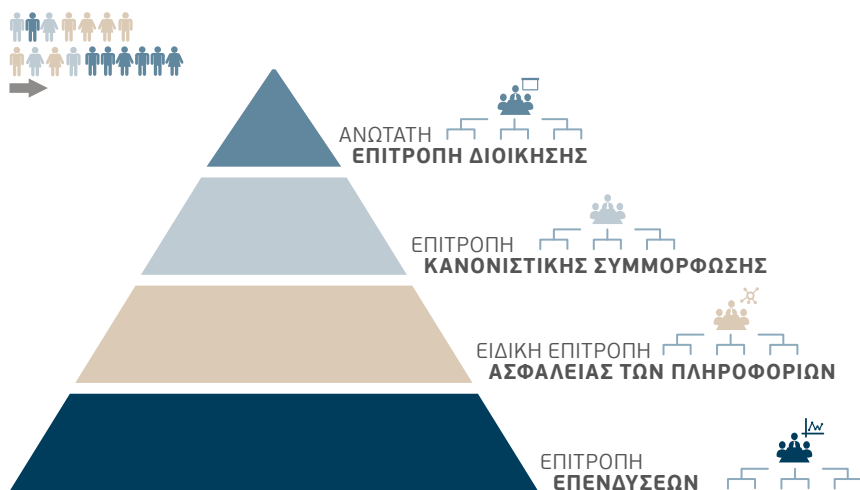 ΑΝΩΤΑΤΗ
ΕΠΙΤΡΟΠΗ ΔΙΟΙΚΗΣΗΣ
ΕΠΙΤΡΟΠΗ
ΚΑΝΟΝΙΣΤΙΚΗΣ ΣΥΜΜΟΡΦΩΣΗΣ
ΕΙΔΙΚΗ ΕΠΙΤΡΟΠΗ
ΑΣΦΑΛΕΙΑΣ ΤΩΝ ΠΛΗΡΟΦΟΡΙΩΝ
ΕΠΙΤΡΟΠΗ
ΕΠΕΝΔΥΣΕΩΝ